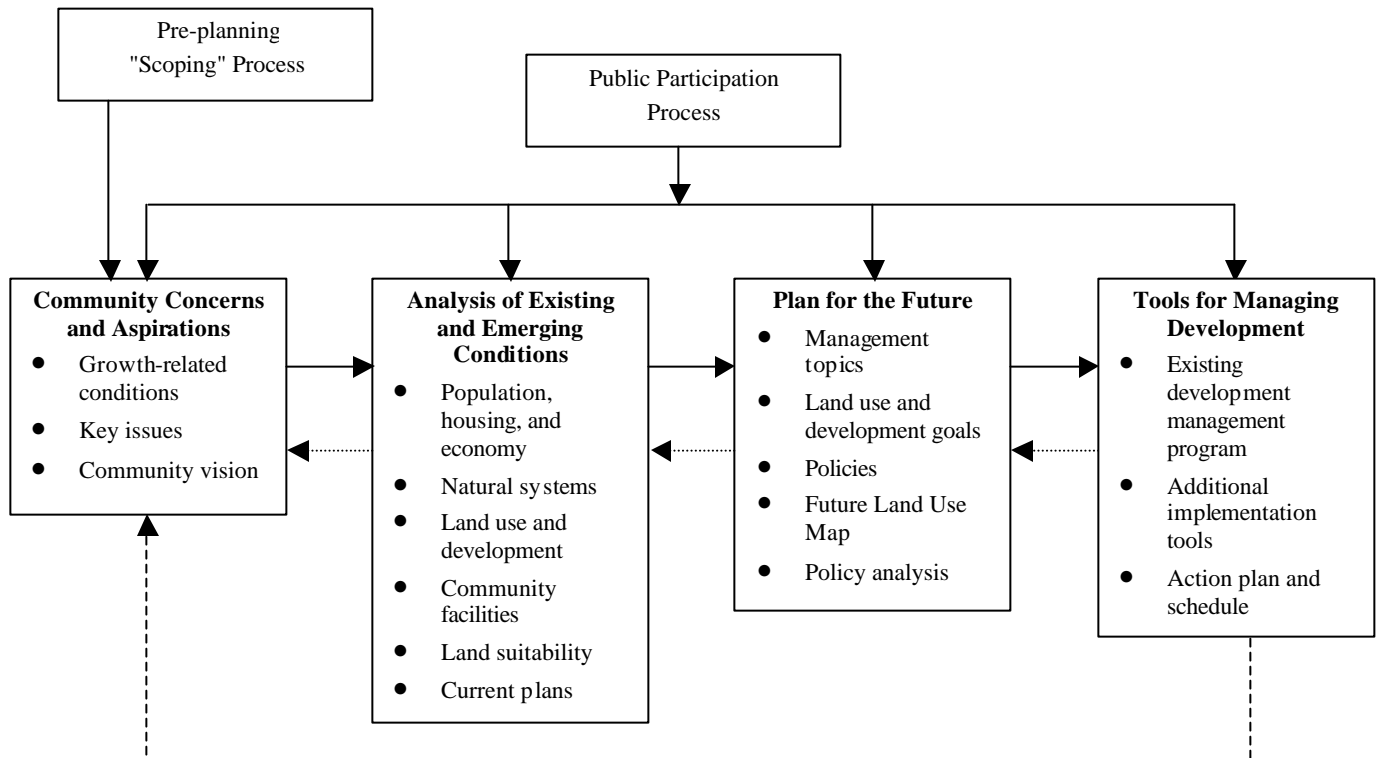 Pre-planning
"Scoping" Process
Public Participation
Process
Community Concerns
and Aspirations
● Growth-related
conditions
● Key issues
● Community vision
Analysis of Existing
and Emerging
Conditions
● Population,
housing, and
economy
● Natural systems
● Land use and
development
● Community
facilities
● Land suitability
● Current plans
Plan for the Future
● Management
topics
● Land use and
development goals
● Policies
● Future Land Use
Map
● Policy analysis
Tools for Managing
Development
● Existing
development
management
program
● Additional
implementation
tools
● Action plan and
schedule